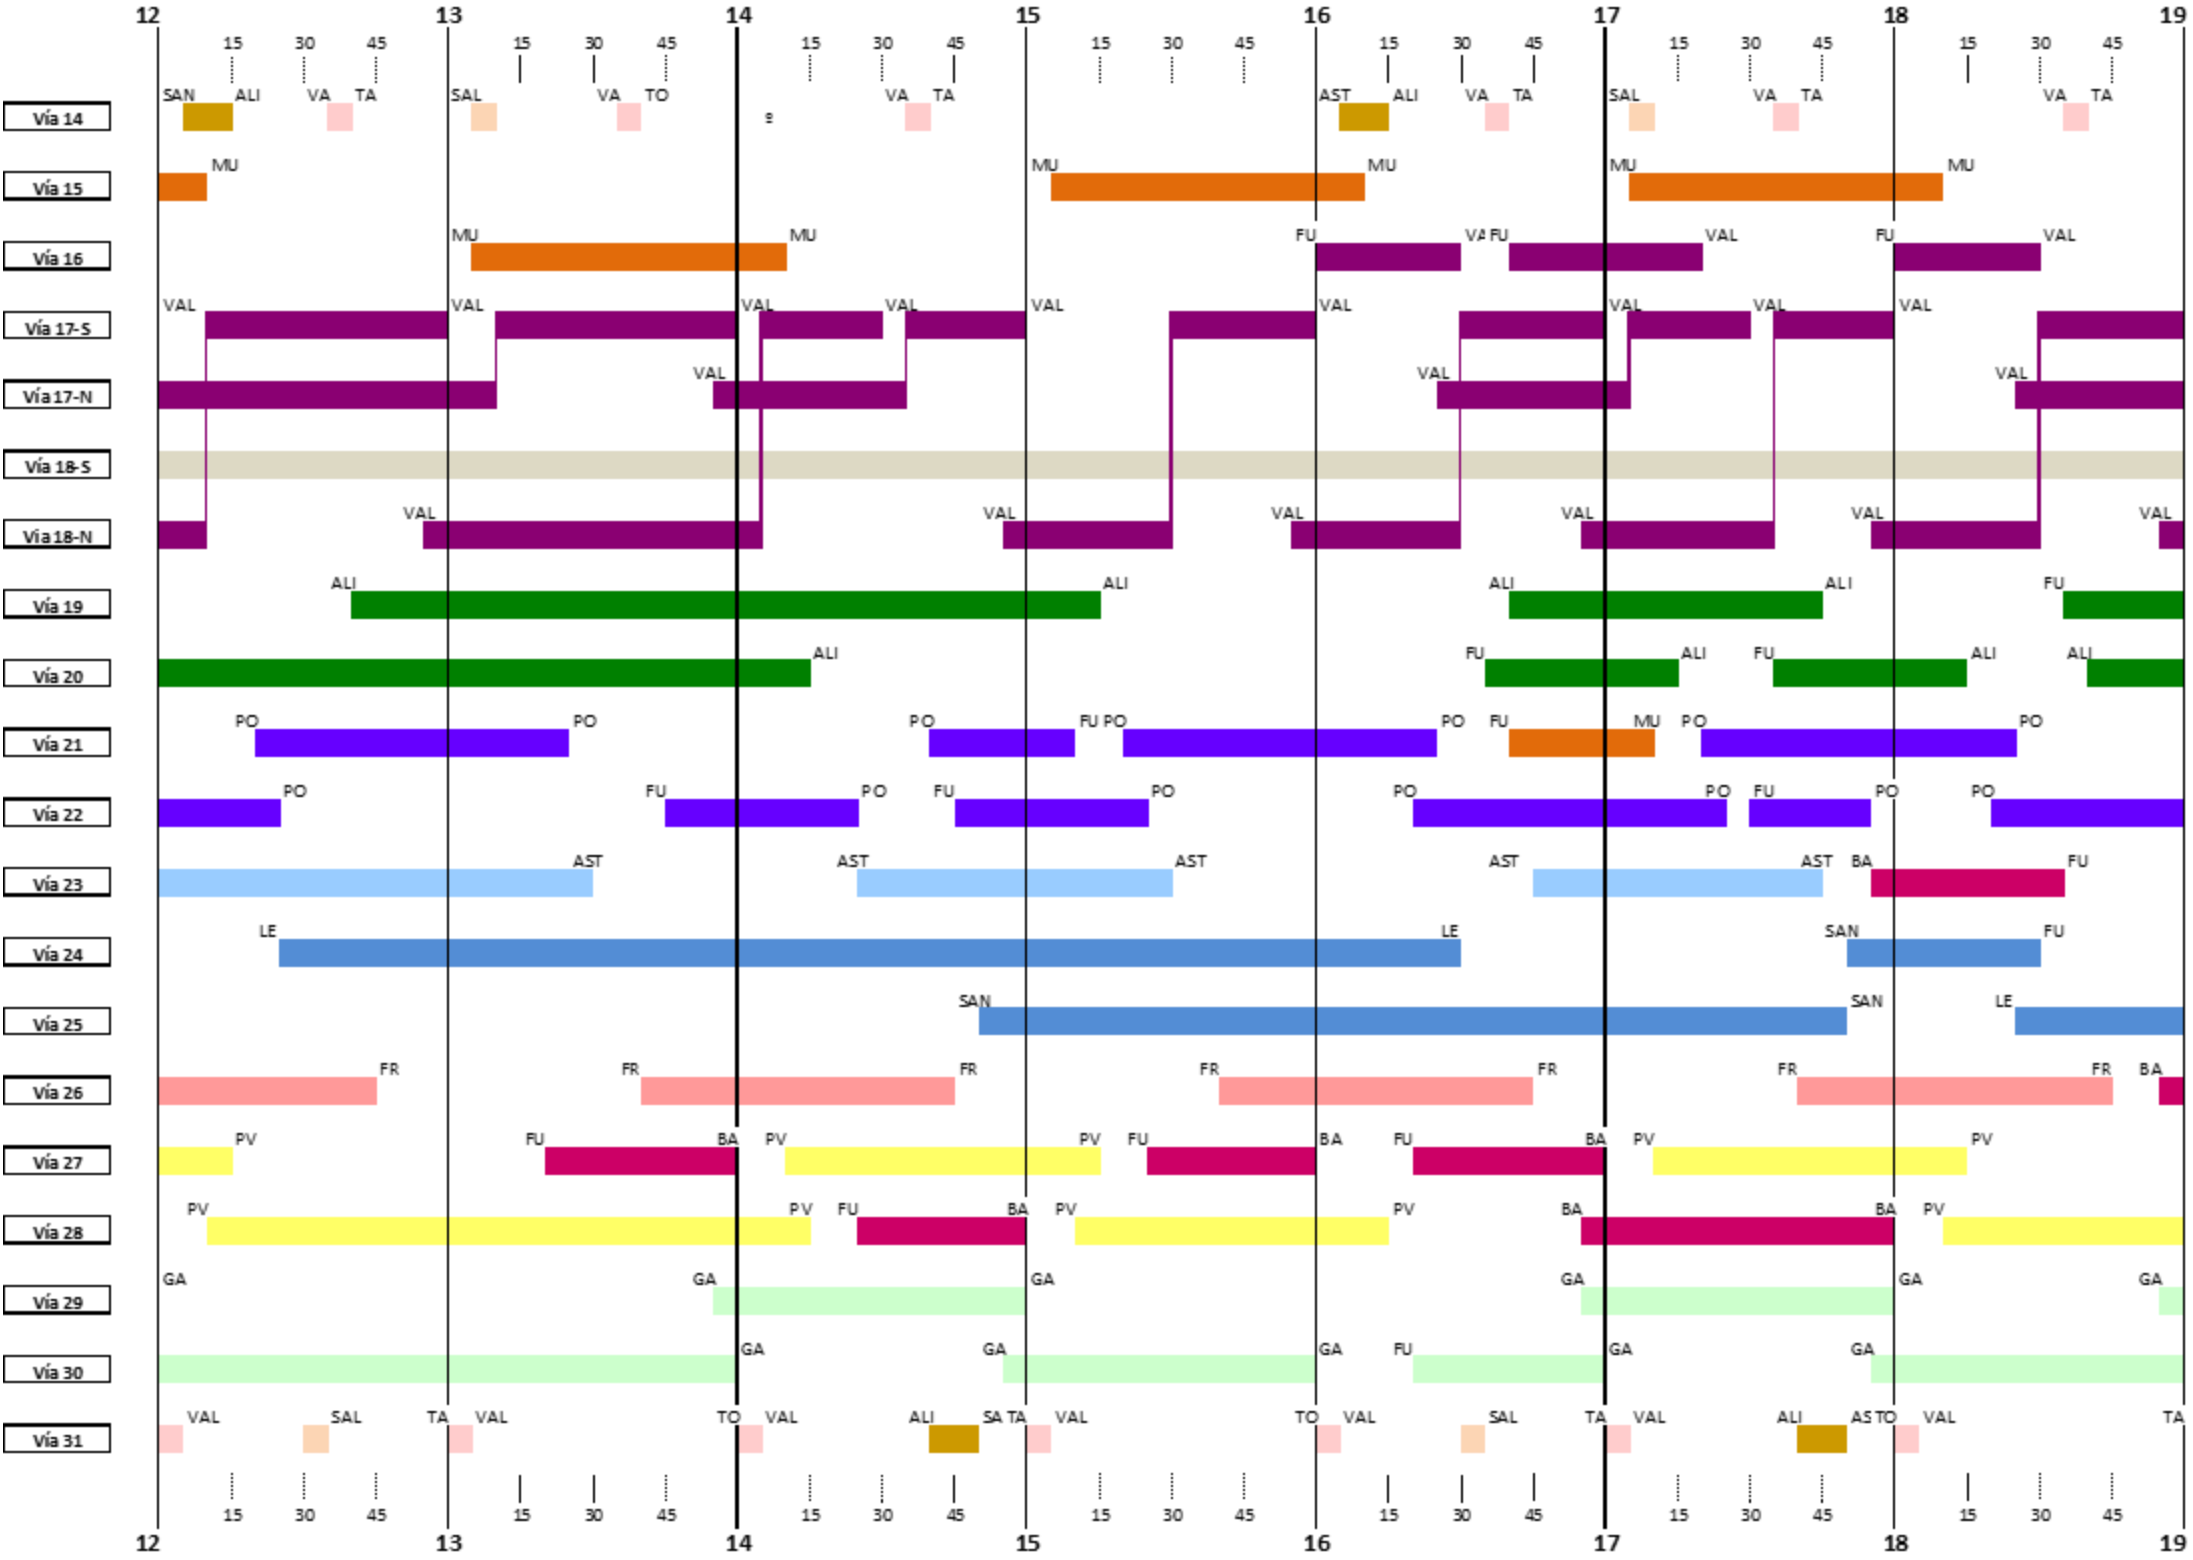 12 13 14 15 16 17 18 19
15 30 45 15 30 45 15 30 45 15 30 45 15 30 45 15 30 45 15 30 45
SAN ALI VA TA SAL VA TO VA TA AST ALI VA TA SAL VA TA VA TA
Vía 14 º
MU MU MU MU MU
Vía 15
MU MU FU VA FU VAL FU VAL
Vía 16
VAL VAL VAL VAL VAL VAL VAL VAL VAL
Vía 17-S
VAL VAL VAL
Vía 17-N
Vía 18-S
VAL VAL VAL VAL VAL VAL
Vía 18-N
ALI ALI ALI ALI FU
Vía 19
ALI FU ALI FU ALI ALI
Vía 20
PO PO PO FU PO PO FU MU PO PO
Vía 21
PO FU PO FU PO PO PO FU PO PO
Vía 22
AST AST AST AST AST BA FU
Vía 23
LE LE SAN FU
Vía 24
SAN SAN LE
Vía 25
FR FR FR FR FR FR FR BA
Vía 26
PV FU BA PV PV FU BA FU BA PV PV
Vía 27
PV PV FU BA PV PV BA BA PV
Vía 28
GA GA GA GA GA GA
Vía 29
GA GA GA FU GA GA
Vía 30
VAL SAL TA VAL TO VAL ALI SA TA VAL TO VAL SAL TA VAL ALI AS TO VAL TA
Vía 31
15 30 45 15 30 45 15 30 45 15 30 45 15 30 45 15 30 45 15 30 45
12 13 14 15 16 17 18 19